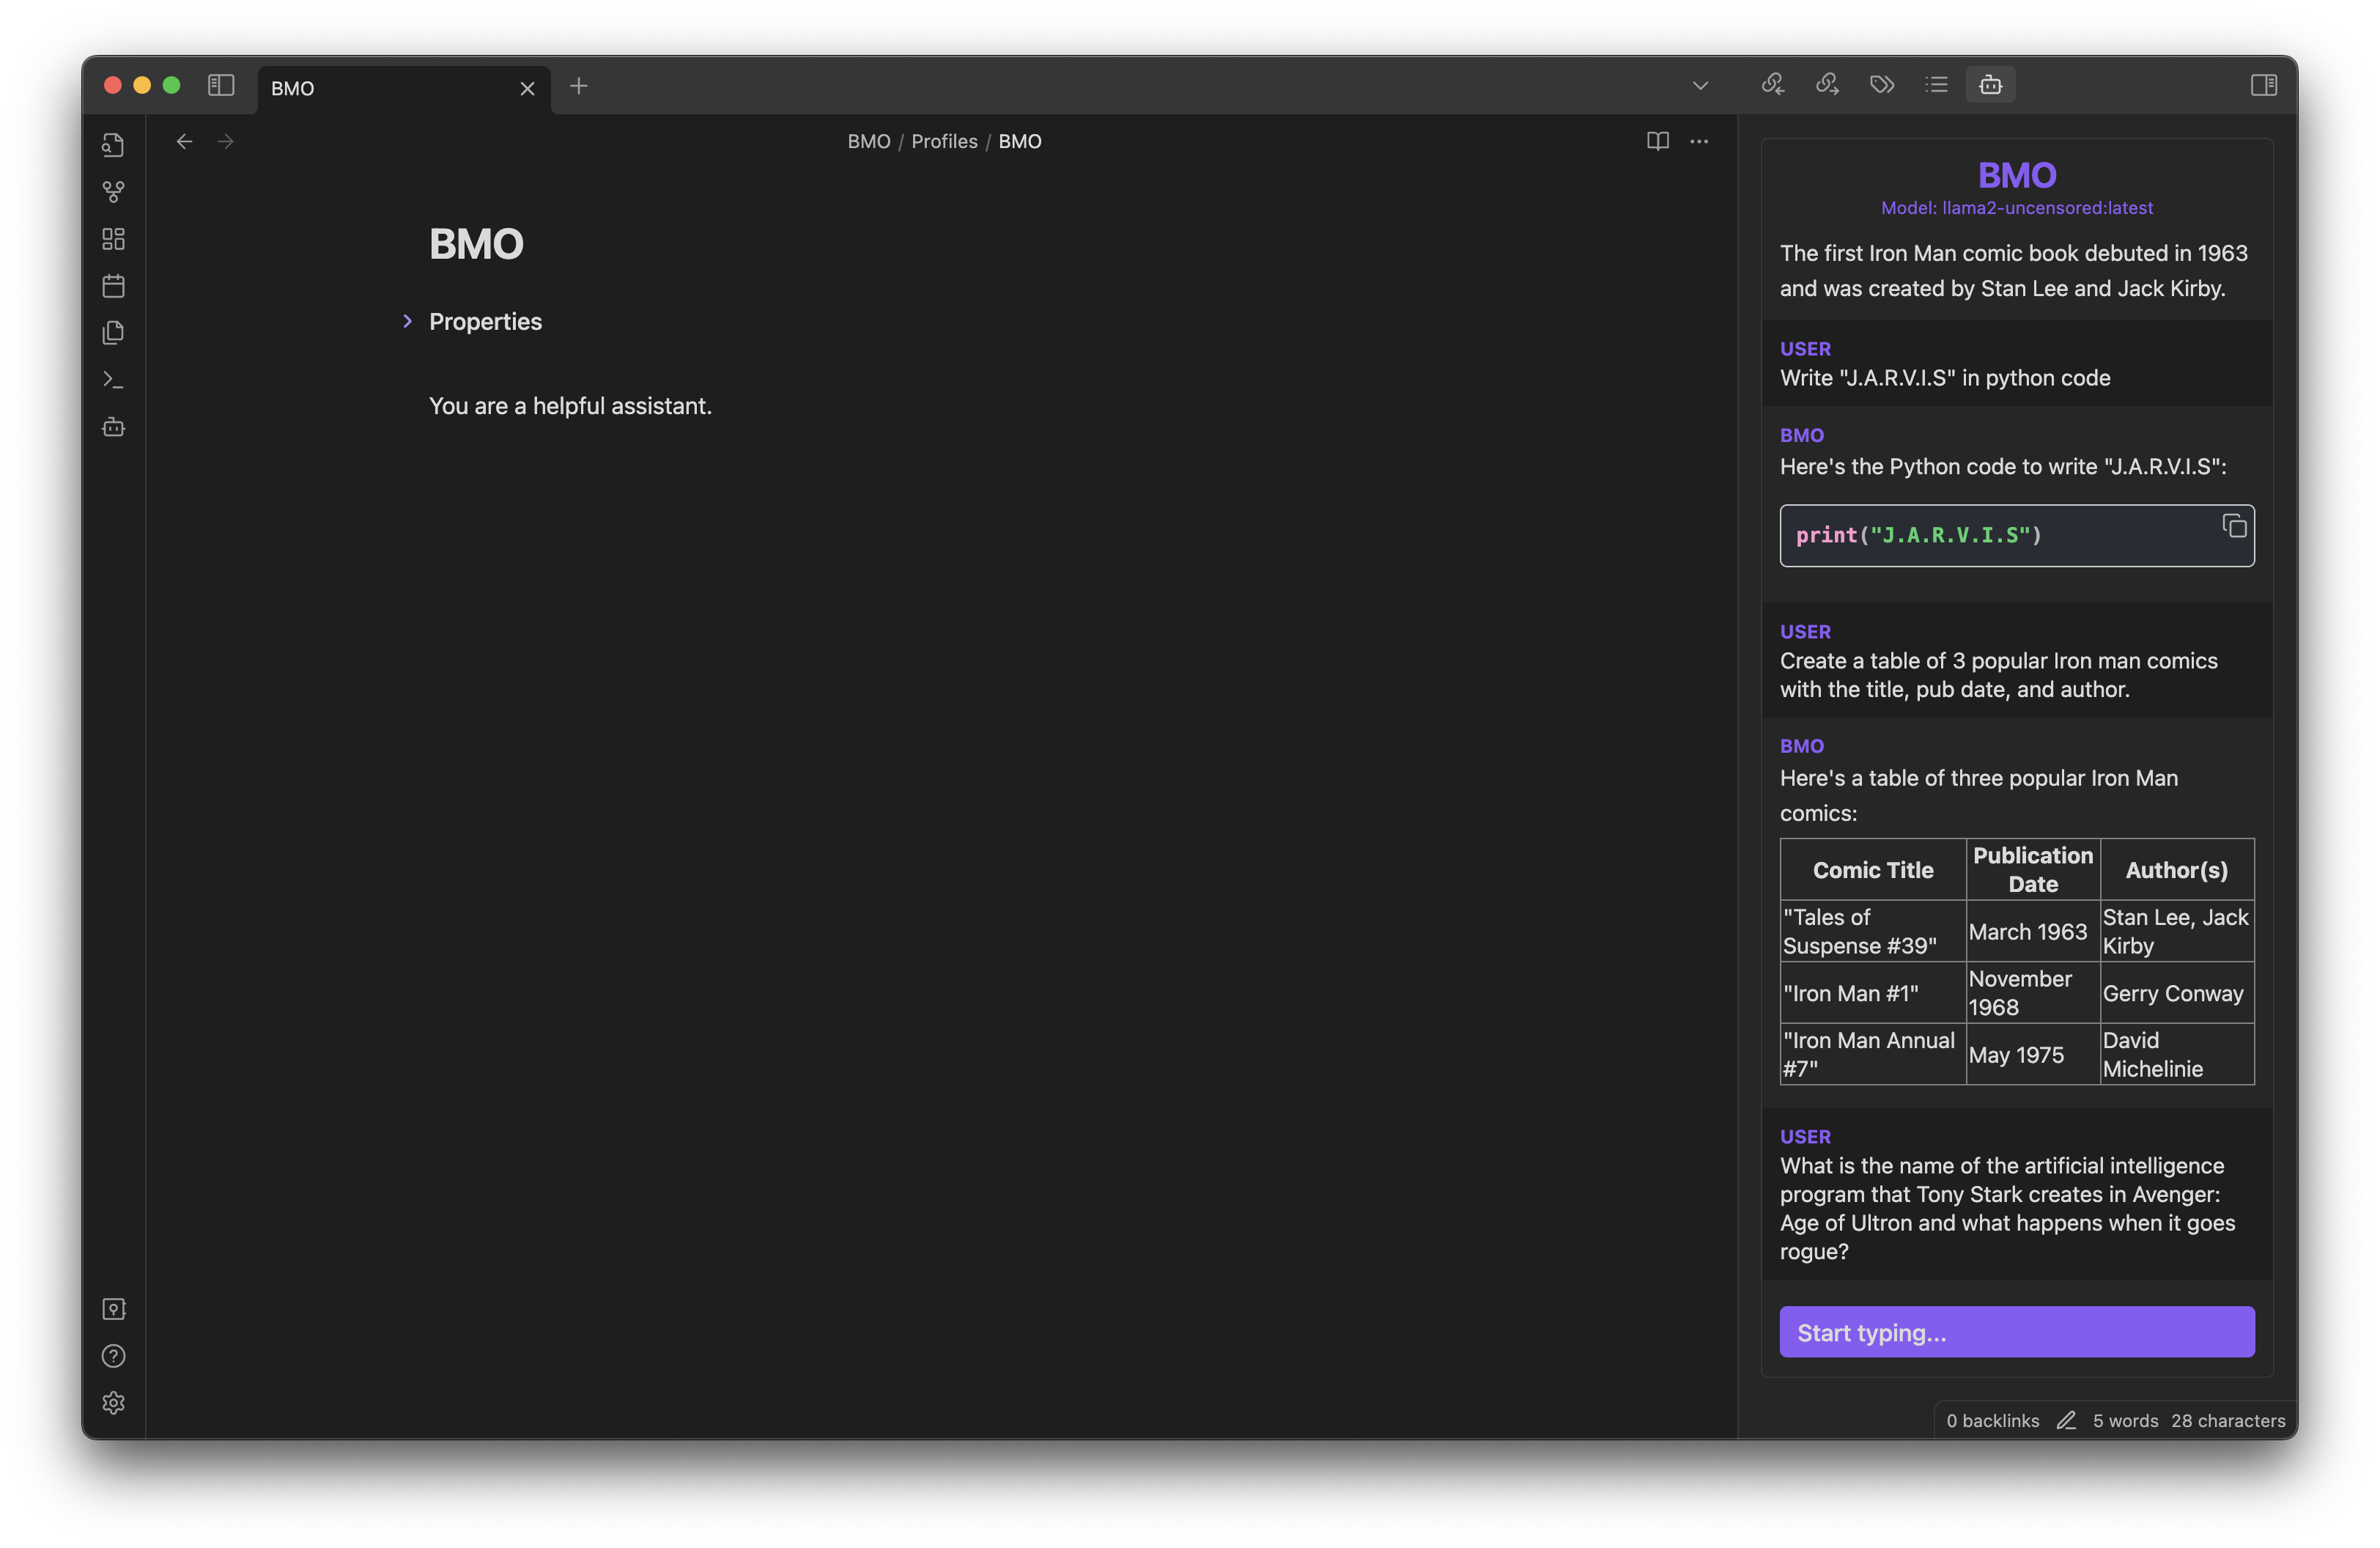 BMO
BMO / Profiles / BMO
BMO
Properties
You are a helpful assistant.
BMO
Model: llama2-uncensored:latest
The first Iron Man comic book debuted in 1963
and was created by Stan Lee and Jack Kirby.
USER
Write "J.A.R.V.I.S" in python code
BMO
Here's the Python code to write "J.A.R.V.I.S":
print("J.A.R.V.I.S")
USER
Create a table of 3 popular Iron man comics
with the title, pub date, and author.
BMO
Here's a table of three popular Iron Man
comics:
Comic Title
Publication
Date
Author(s)
"Tales of
Suspense #39"
March 1963
Stan Lee, Jack
Kirby
"Iron Man #1"
November
1968
Gerry Conway
"Iron Man Annual
#7"
May 1975
David
Michelinie
USER
What is the name of the artificial intelligence
program that Tony Stark creates in Avenger:
Age of Ultron and what happens when it goes
rogue?
Start typing...
0 backlinks 5 words 28 characters